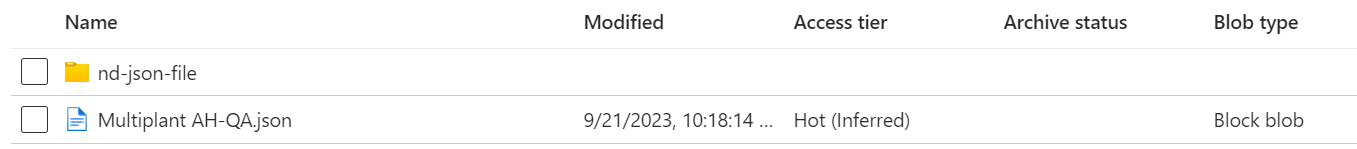 Name Modified Access tier Archive status Blob type
nd-json-file
Multiplant AH-QA.json 9/21/2023, 10:18:14 ... Hot (Inferred) Block blob